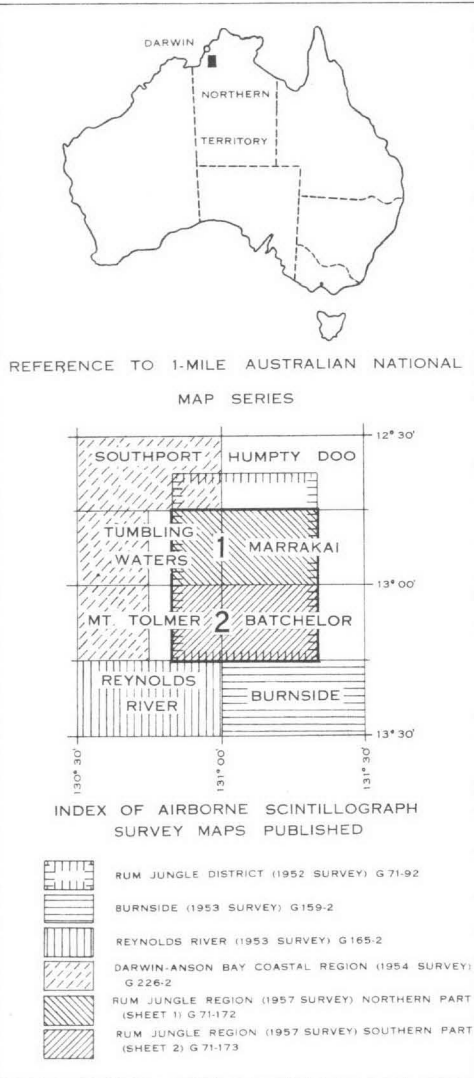 DARWIN
NORTHERN
TERRITORY
REFERENCE TO 1-MILE AUSTRALIAN NATIONAL
MAP SERIES
12° 30'
SOUTHPORT HUMPTY DOO
TUMBLING
WATERS
1 MARRAKAI
13° 00'
MT. TOLMER 2 BATCHELOR
REYNOLDS
RIVER
BURNSIDE
13° 30'
130° 30'
131° 00'
131° 30'
INDEX OF AIRBORNE SCINTILLOGRAPH
SURVEY MAPS PUBLISHED
RUM JUNGLE DISTRICT (1952 SURVEY) G 71-92
BURNSIDE (1953 SURVEY) G159-2
REYNOLDS RIVER (1953 SURVEY) G165-2
DARWIN-ANSON BAY COASTAL REGION (1954 SURVEY)
G 226-2
RUM JUNGLE REGION (1957 SURVEY) NORTHERN PART
(SHEET 1) G 71-172
RUM JUNGLE REGION (1957 SURVEY) SOUTHERN PART
(SHEET 2) G 71-173